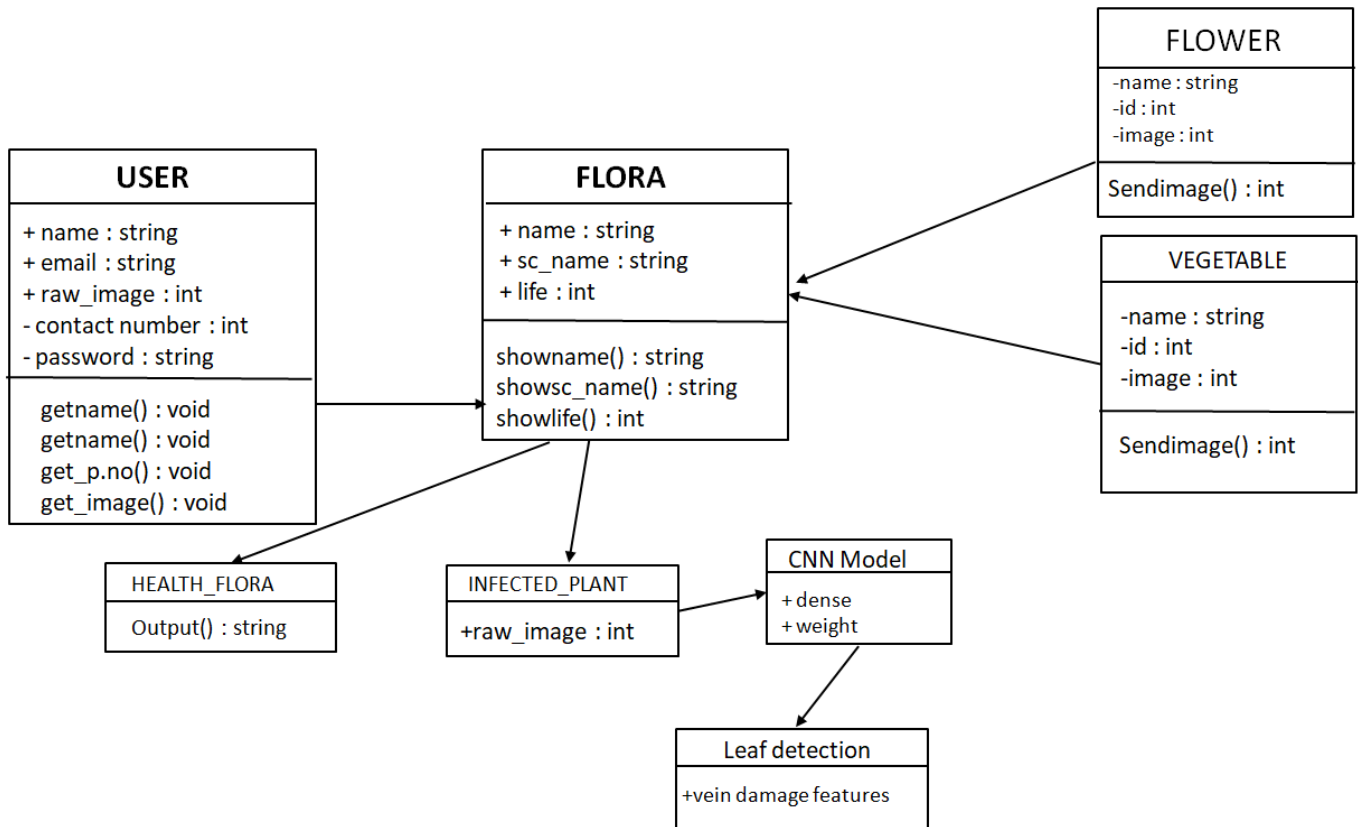 USER
+ name : string
+ email : string
+ raw_image : int
- contact number : int
- password : string
getname() : void
getname() : void
get_p.no() : void
get_image() : void
FLORA
+ name : string
+ sc_name : string
+ life : int
showname() : string
showsc_name() : string
showlife() : int
FLOWER
-name : string
-id : int
-image : int
Sendimage() : int
VEGETABLE
-name : string
-id : int
-image : int
Sendimage() : int
HEALTH_FLORA
Output() : string
INFECTED_PLANT
+raw_image : int
CNN Model
+ dense
+ weight
Leaf detection
+vein damage features